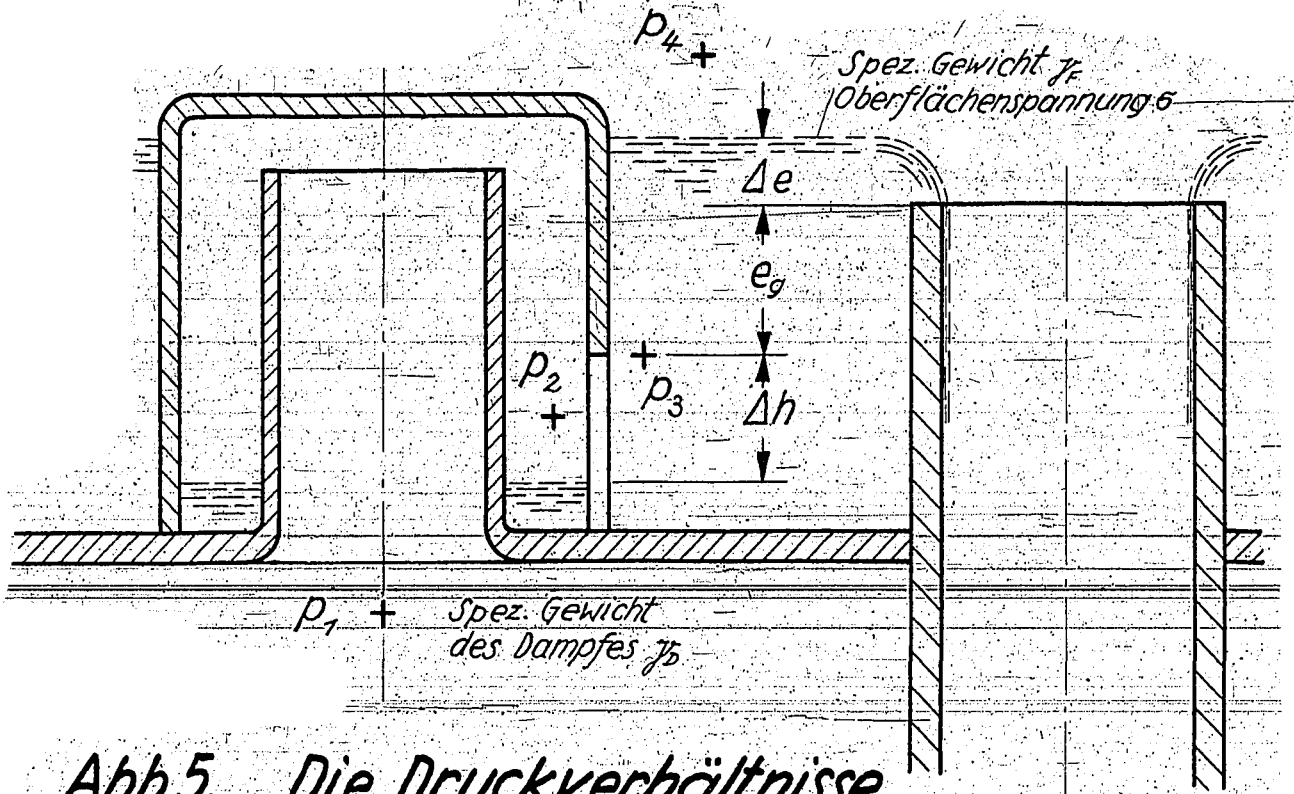 p4
Spez. Gewicht γF
Oberflächenspannung σ
Δe
eg
p2
p3
Δh
p1
Spez. Gewicht
des Dampfes γD
Abb.5 Die Druckverhältnisse